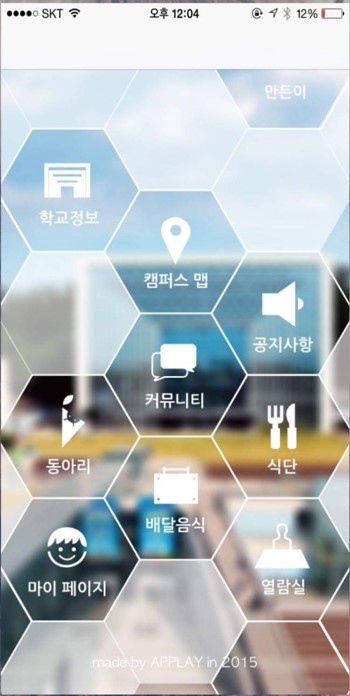 SKT 오후 12:04 12%
만든이
학교정보
캠퍼스 맵
공지사항
커뮤니티
동아리
식단
배달음식
마이 페이지
열람실
made by APPLAY in 2015